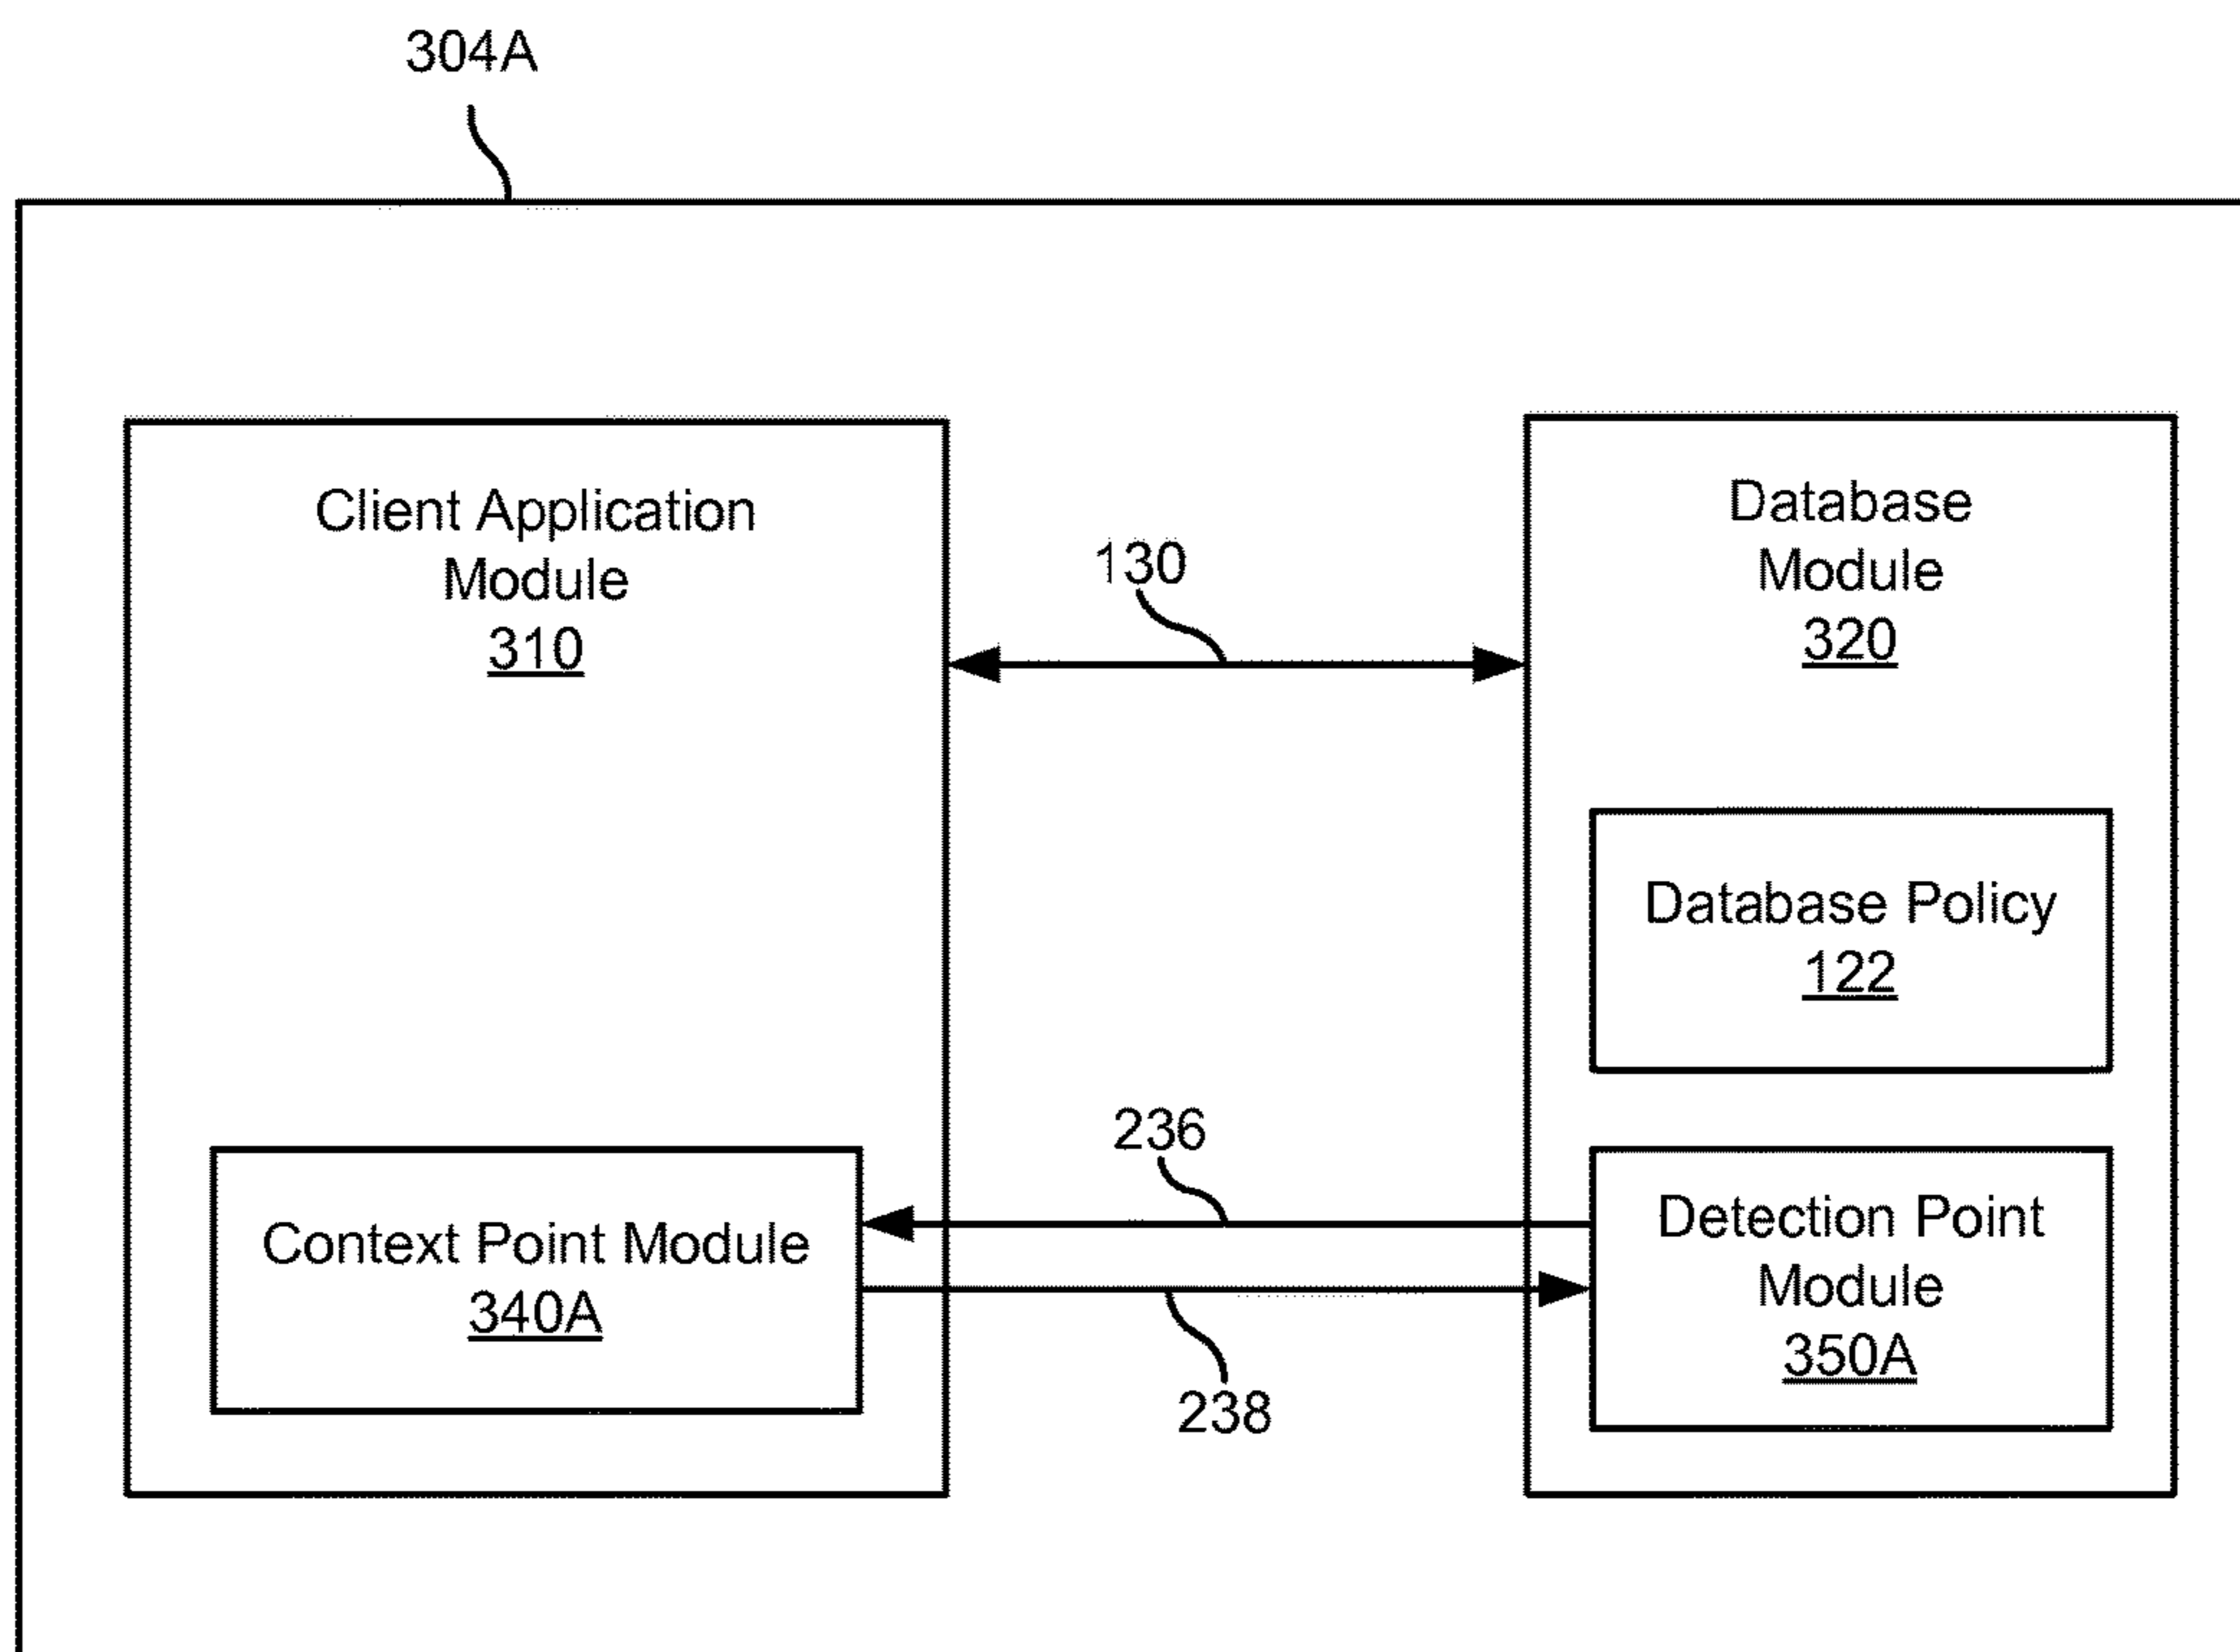 304A
Client Application
Module
310
130
Database
Module
320
Database Policy
122
236
Context Point Module
340A
Detection Point
Module
350A
238